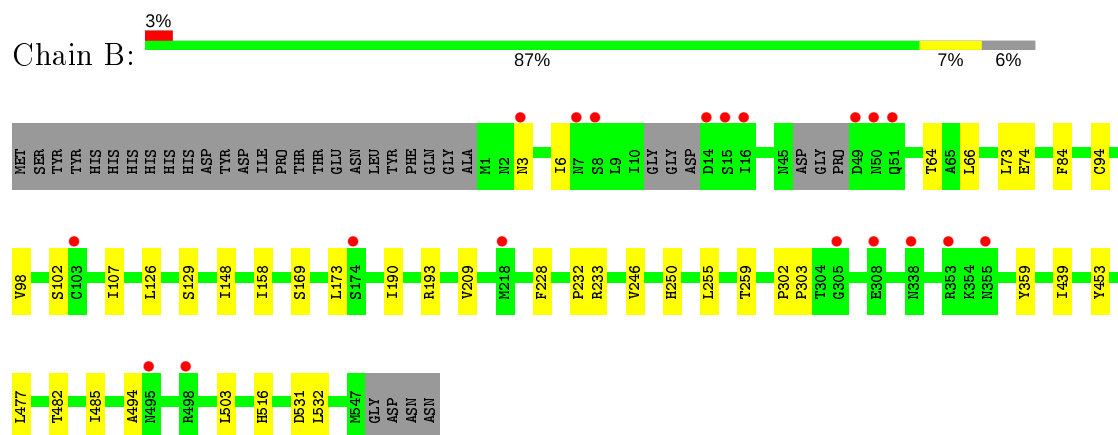 3%
Chain B:
87% 7% 6%
MET SER TYR TYR HIS HIS HIS HIS HIS HIS ASP TYR ASP ILE PRO THR THR GLU ASN LEU TYR PHE GLN GLY ALA M1 N2 N3 I6 N7 S8 L9 I10 GLY GLY ASP D14 S15 I16 N45 ASP GLY PRO D49 N50 Q51 T64 A65 L66 L73 E74 F84 C94
V98 S102 C103 I107 L126 S129 I148 I158 S169 L173 S174 I190 R193 V209 M218 F228 P232 R233 V246 H250 L255 T259 P302 P303 T304 G305 E308 N338 R353 K354 N355 Y359 I439 Y453
L477 T482 I485 A494 N495 R498 L503 H516 D531 L532 M547 GLY ASP ASN ASN